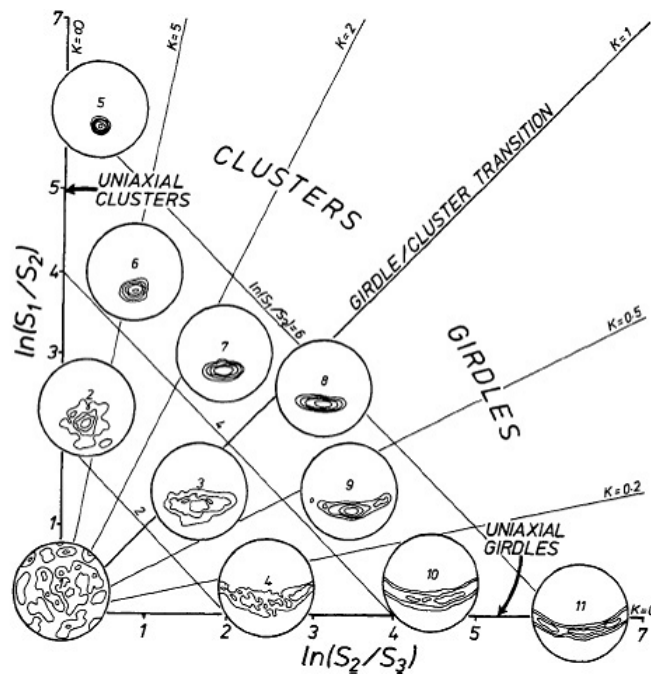 7
K=∞
K=5
K=2
K=1
5
CLUSTERS
GIRDLE/CLUSTER TRANSITION
5
UNIAXIAL
CLUSTERS
6
ln(S₁/S₂)
4
ln(S₁/S₃)=6
K=0·5
GIRDLES
3
7
8
2
4
9
3
K=0·2
1
2
UNIAXIAL
GIRDLES
4
10
11
K=0
1
2
3
4
5
7
ln(S₂/S₃)